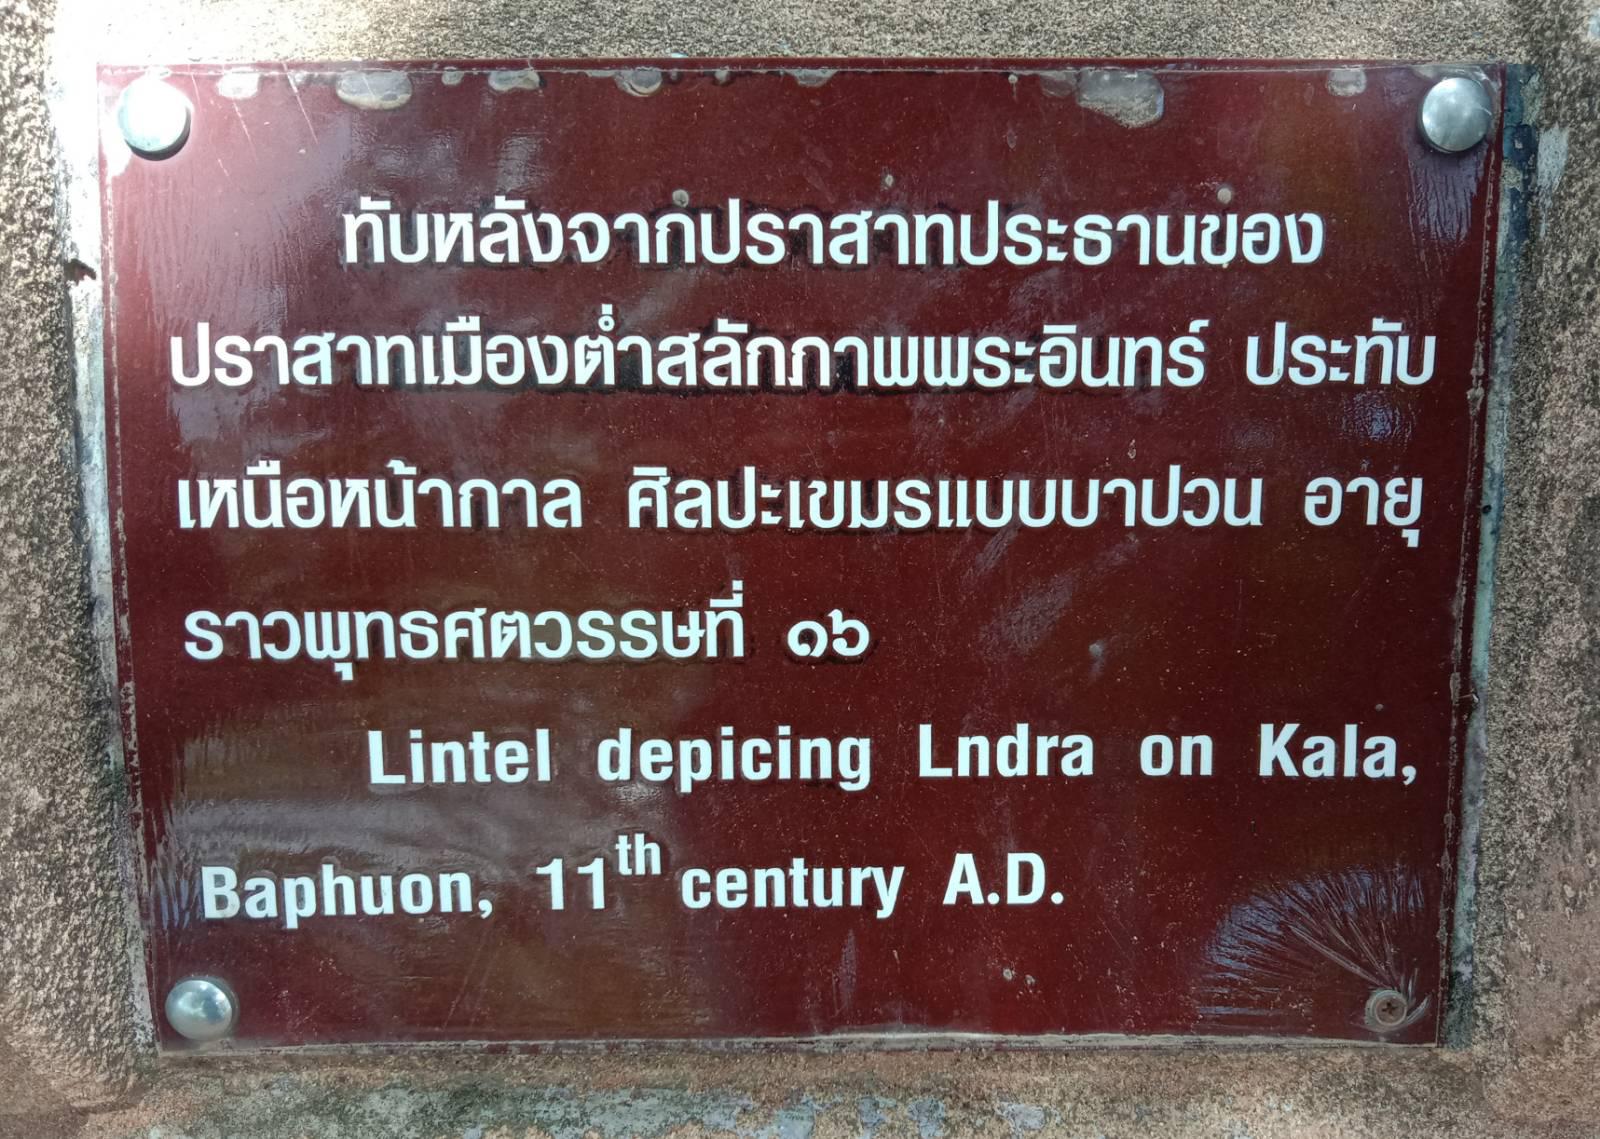 ทับหลังจากปราสาทประธานของ
ปราสาทเมืองต่ำสลักภาพพระอินทร์ ประทับ
เหนือหน้ากาล ศิลปะเขมรแบบบาปวน อายุ
ราวพุทธศตวรรษที่ ๑๖
Lintel depicing Lndra on Kala,
Baphuon, 11th century A.D.